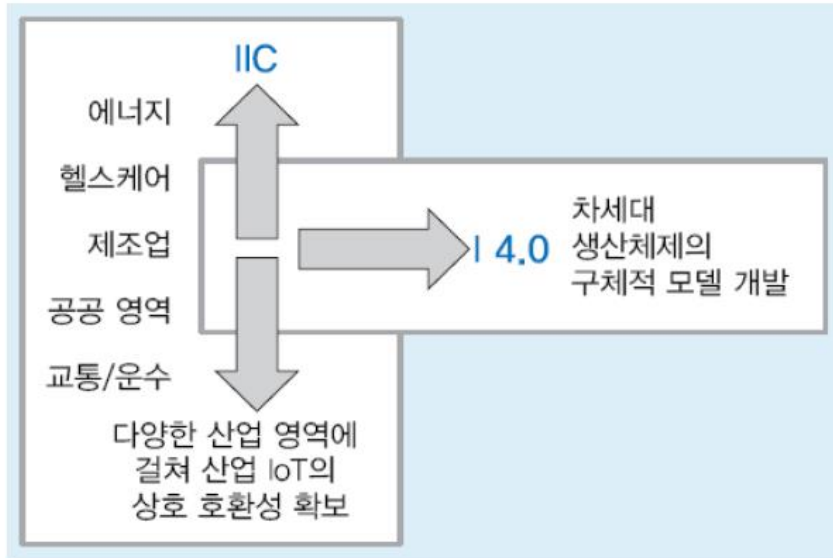 IIC
에너지
헬스케어
제조업
공공 영역
교통/운수
다양한 산업 영역에
걸쳐 산업 IoT의
상호 호환성 확보
I 4.0
차세대
생산체제의
구체적 모델 개발